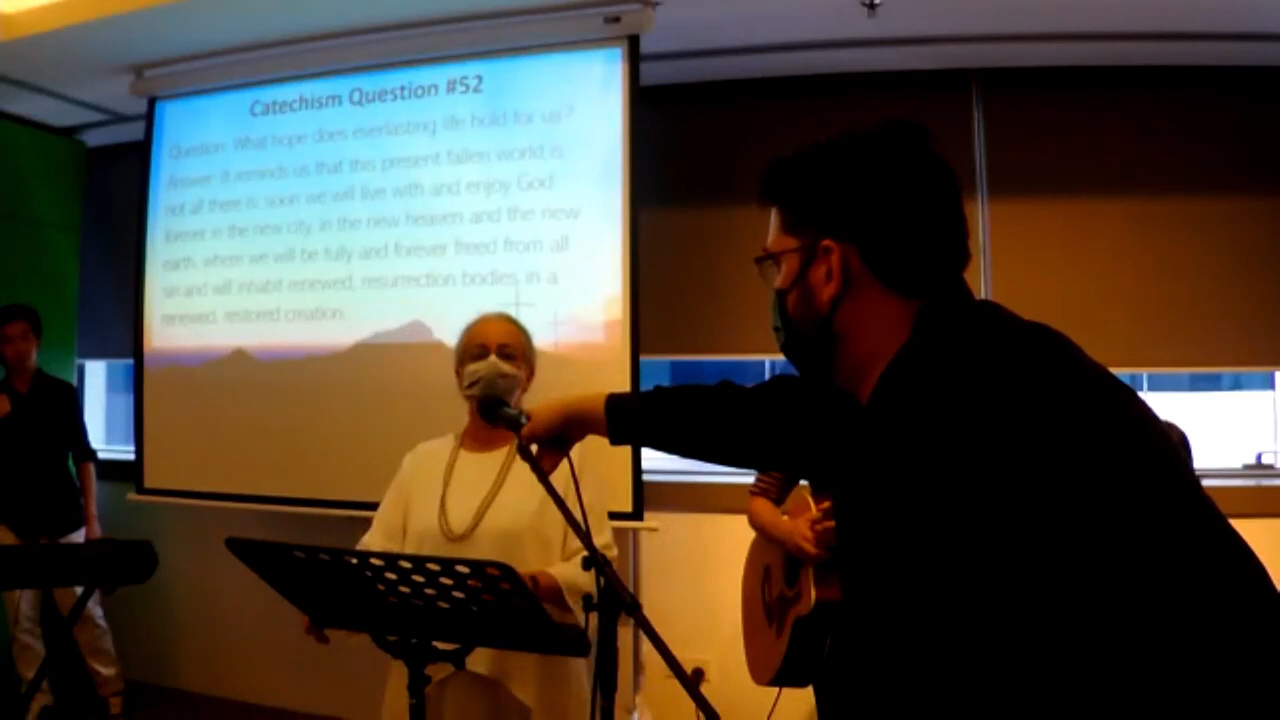 Catechism Question #52
Question: What hope does everlasting life hold for us?
Answer: It reminds us that this present fallen world is
not all there is; soon we will live with and enjoy God
forever in the new city, in the new heaven and the new
earth, where we will be fully and forever freed from all
sin and will inhabit renewed, resurrection bodies in a
renewed, restored creation.